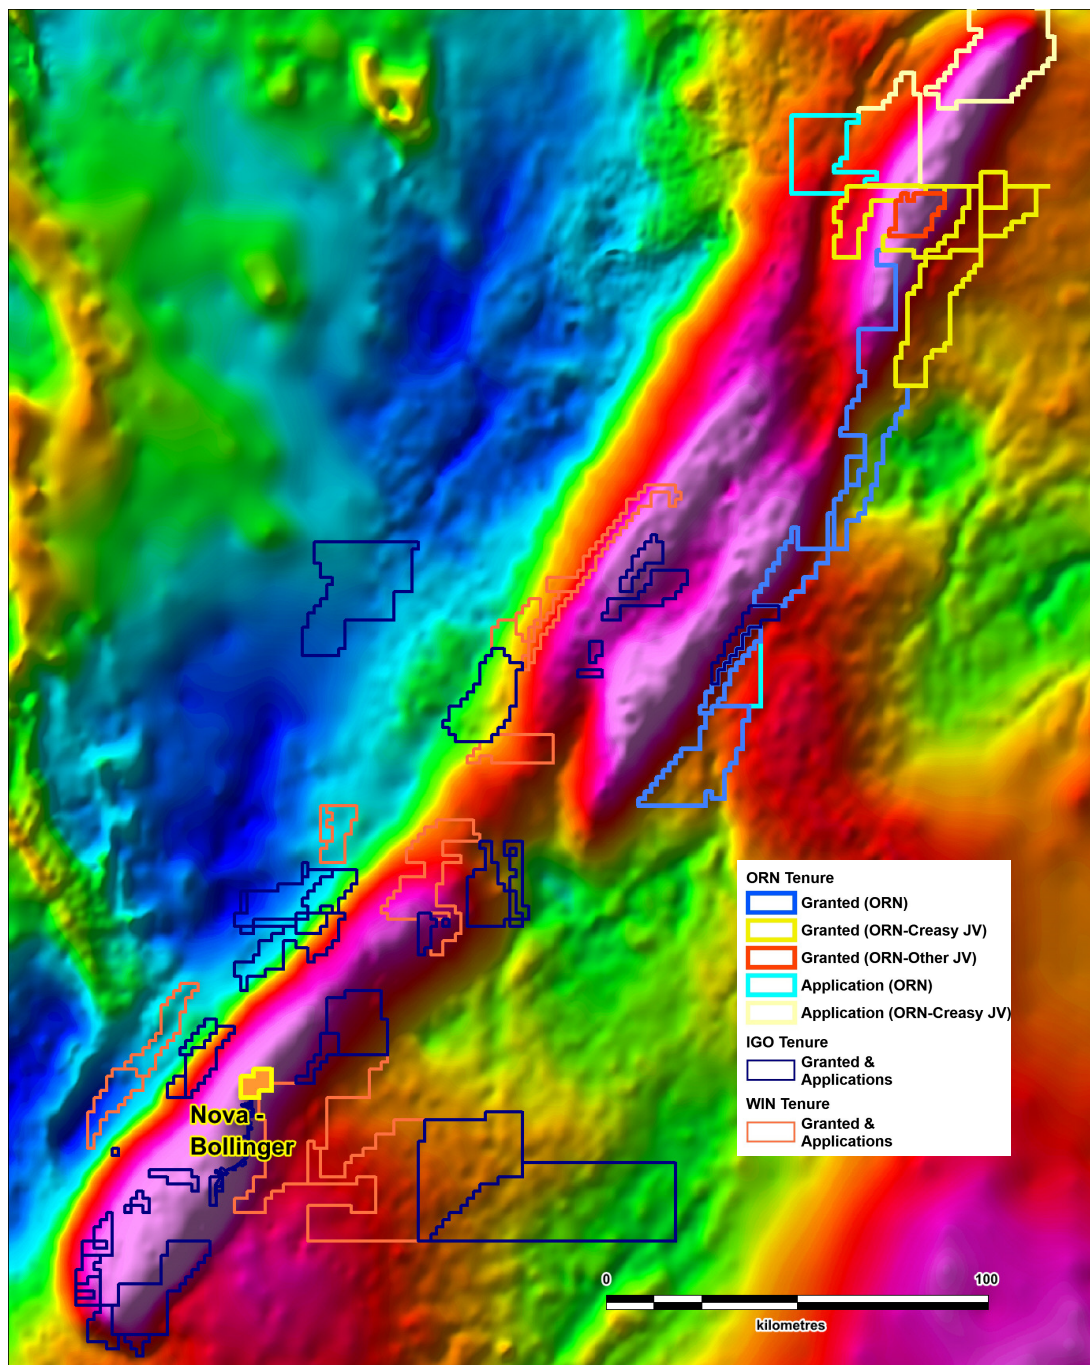 Nova -
Bollinger
ORN Tenure
Granted (ORN)
Granted (ORN-Creasy JV)
Granted (ORN-Other JV)
Application (ORN)
Application (ORN-Creasy JV)
IGO Tenure
Granted &
Applications
WIN Tenure
Granted &
Applications
0 100
kilometres